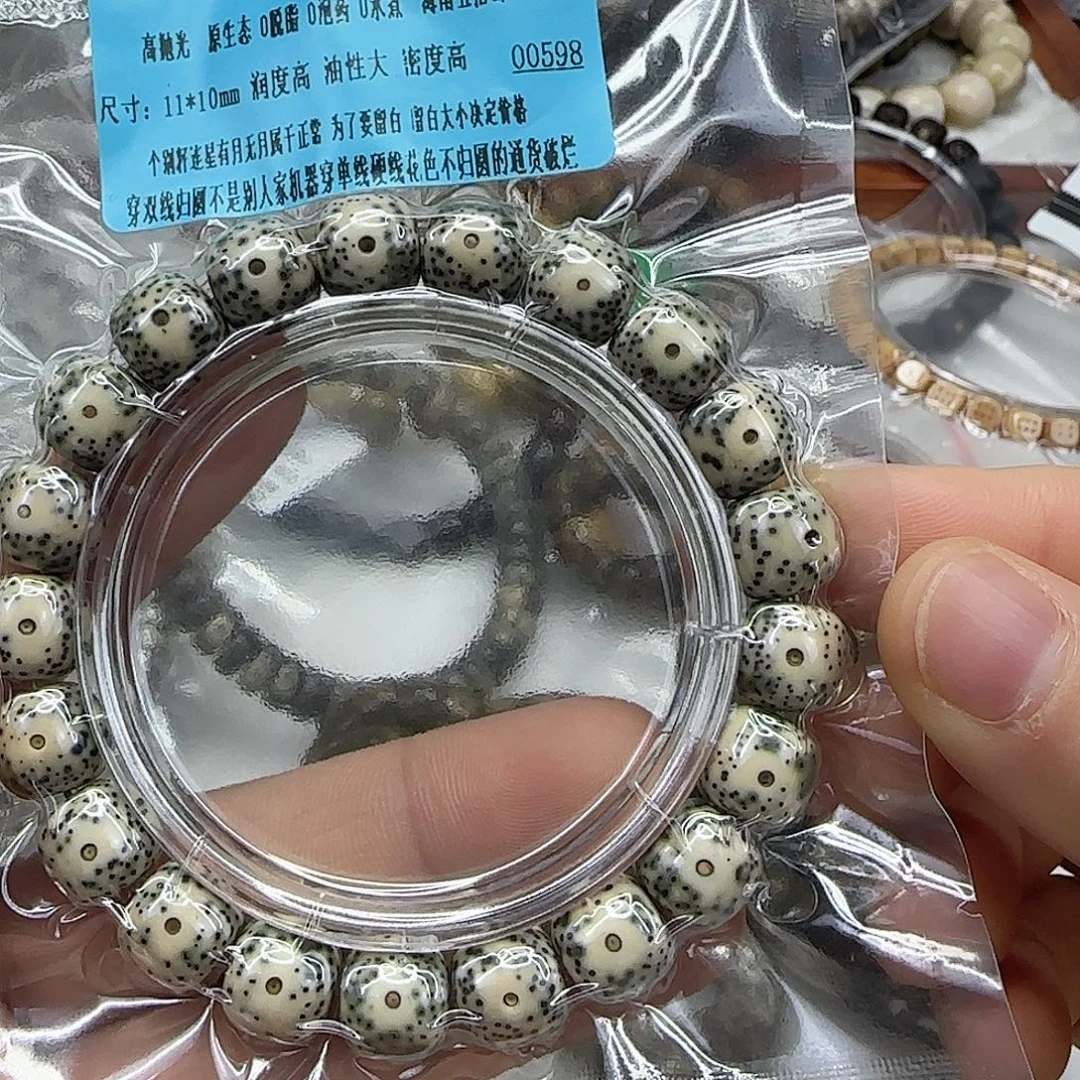 高抛光 原生态 0脱脂 0泡药 0水煮 海南
尺寸：11*10mm 润度高 油性大 密度高 00598
个别籽连星有月无月属于正常 为了要留白 留白大小决定价格
穿双线归圆不是别人家机器穿单线硬线花色不归圆的通货破烂